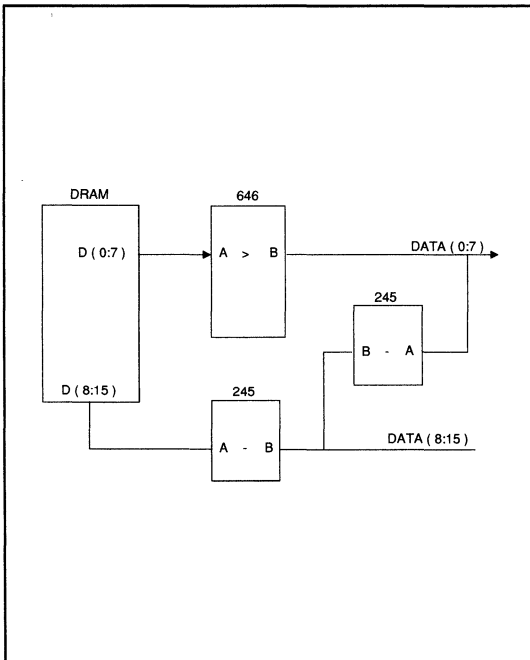 DRAM
646
D ( 0:7 )
A > B
DATA ( 0:7 )
245
B - A
D ( 8:15 )
245
A - B
DATA ( 8:15 )